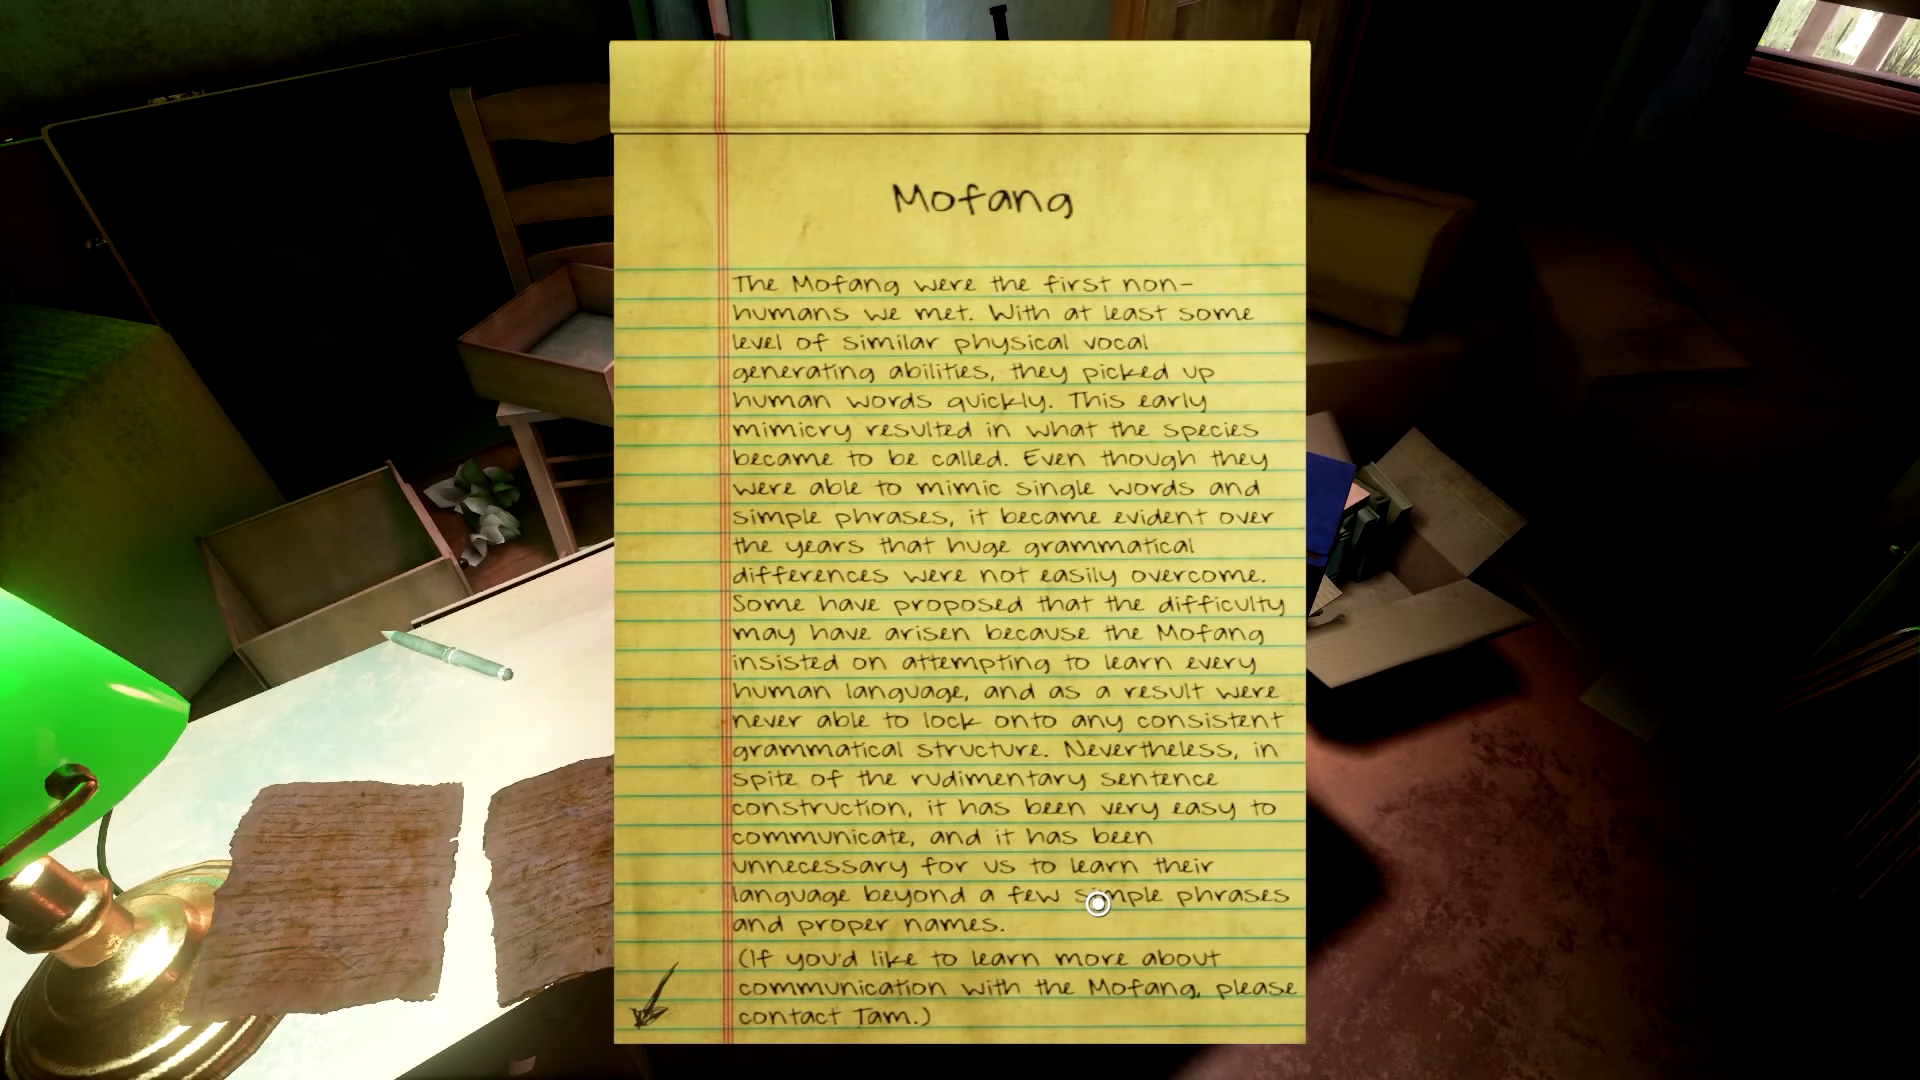 Mofang
The Mofang were the first non-
humans we met. With at least some
level of similar physical vocal
generating abilities, they picked up
human words quickly. This early
mimicry resulted in what the species
became to be called. Even though they
were able to mimic single words and
simple phrases, it became evident over
the years that huge grammatical
differences were not easily overcome.
Some have proposed that the difficulty
may have arisen because the Mofang
insisted on attempting to learn every
human language, and as a result were
never able to lock onto any consistent
grammatical structure. Nevertheless, in
spite of the rudimentary sentence
construction, it has been very easy to
communicate, and it has been
unnecessary for us to learn their
language beyond a few simple phrases
and proper names.
(If you'd like to learn more about
communication with the Mofang, please
contact Tam.)